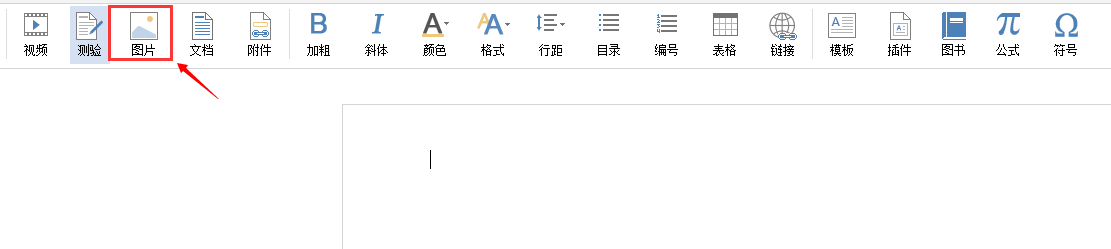 视频 测验 图片 文档 附件 B 加粗 I 斜体 A 颜色 AA 格式 行距 目录 编号 表格 链接 模板 插件 图书 π 公式 Ω 符号